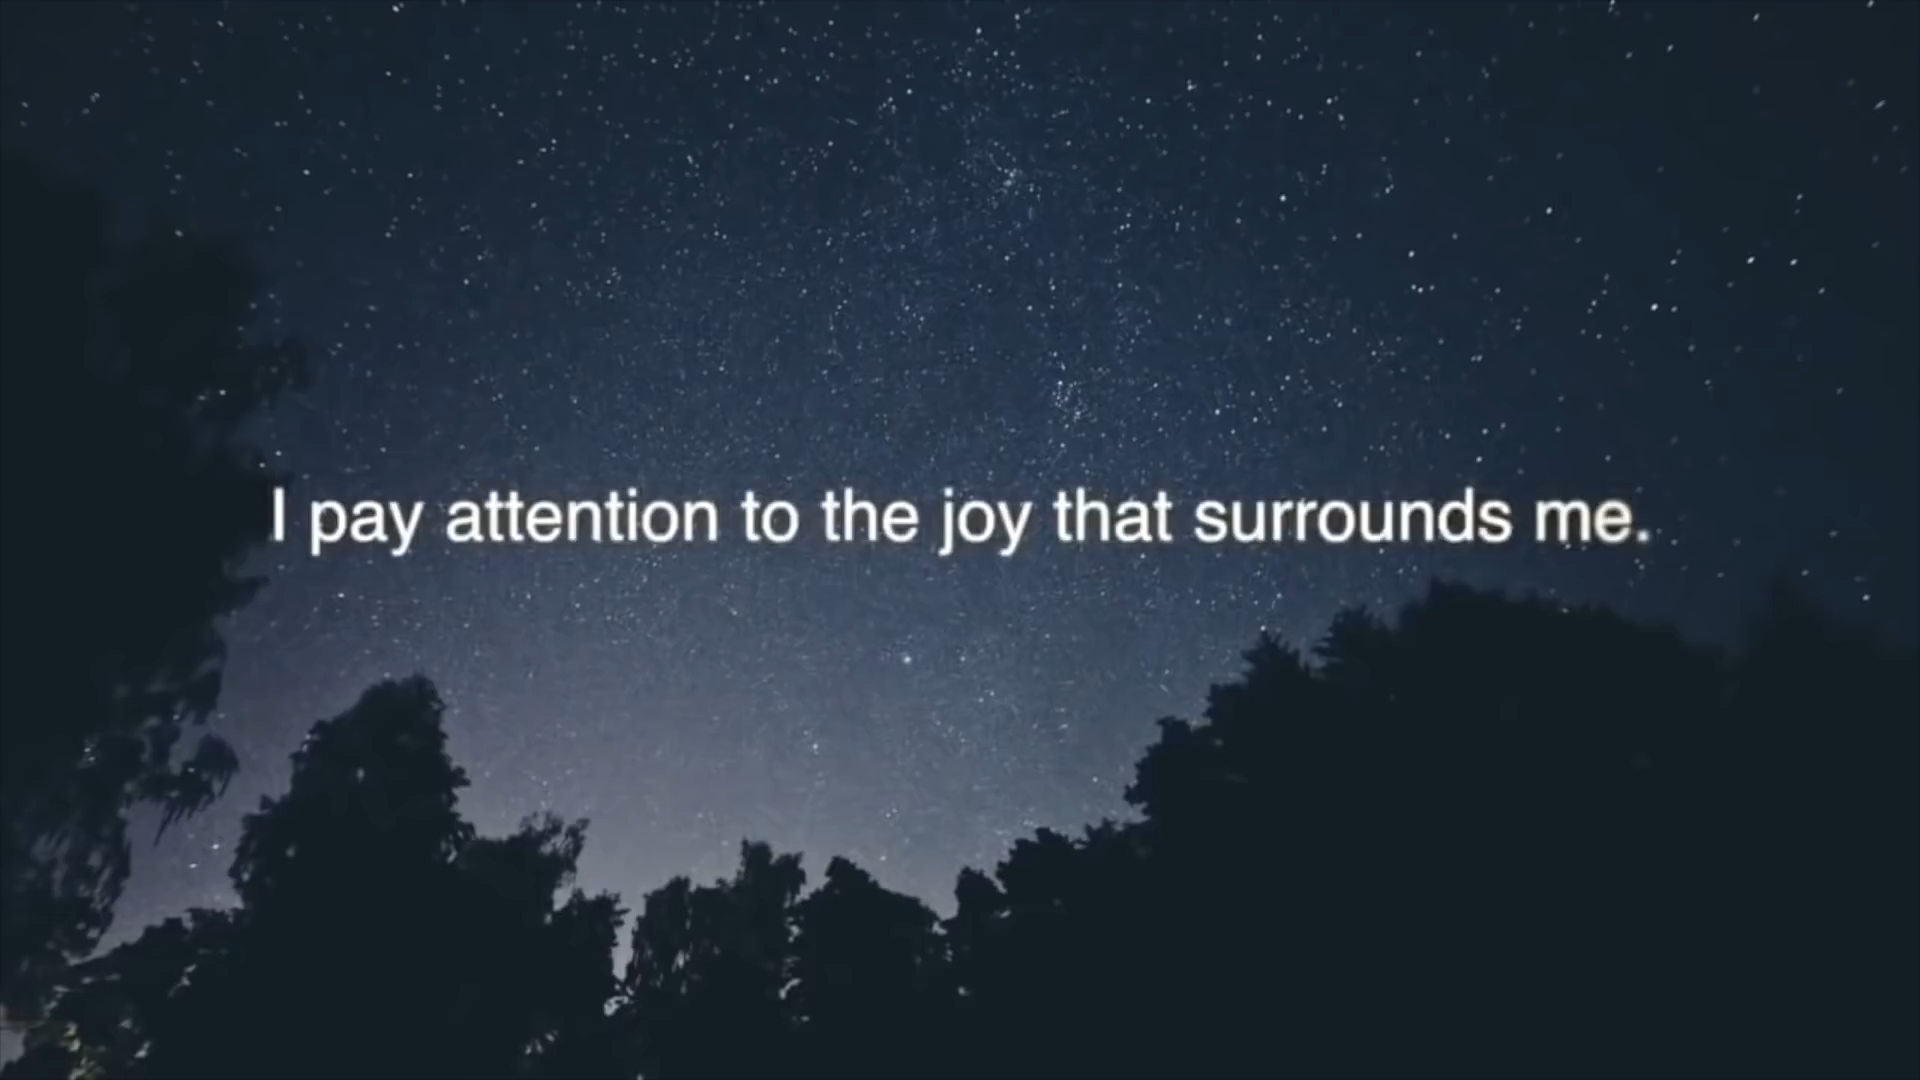 I pay attention to the joy that surrounds me.